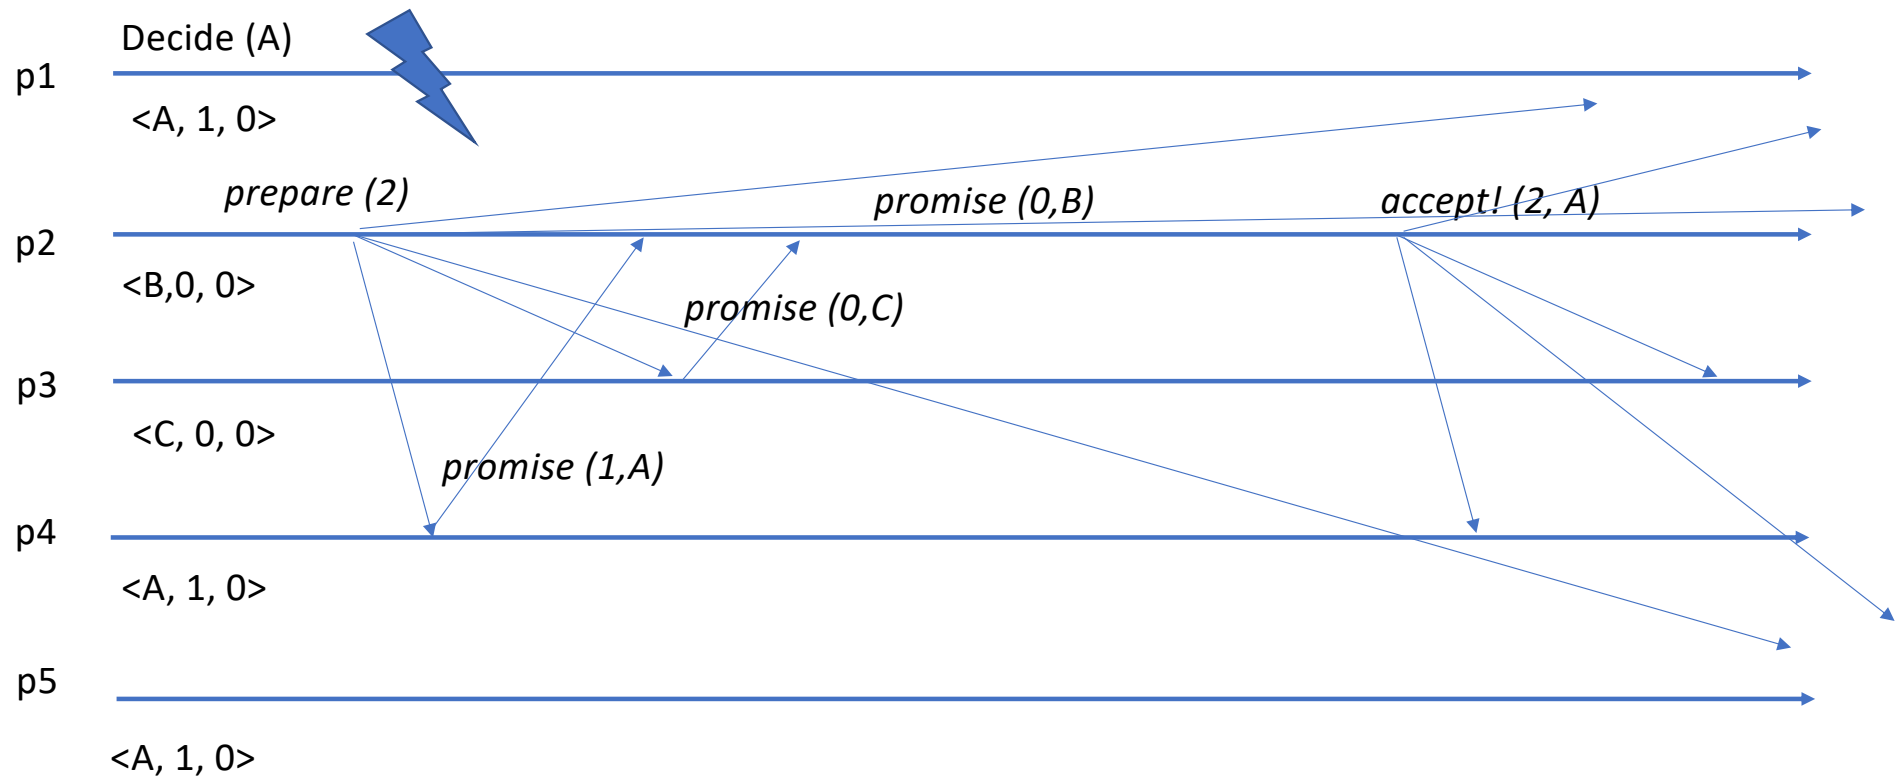 Decide (A)
p1
<A, 1, 0>
prepare (2)
promise (0,B)
accept! (2, A)
p2
<B,0, 0>
promise (0,C)
p3
<C, 0, 0>
promise (1,A)
p4
<A, 1, 0>
p5
<A, 1, 0>